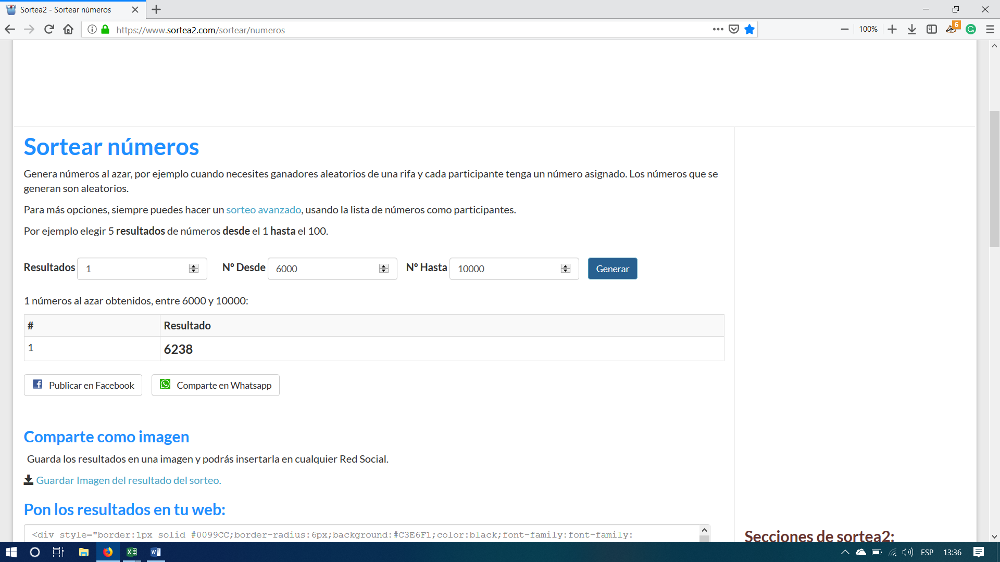 Sortea2 - Sortear números
https://www.sortea2.com/sortear/numeros
100%
6
Sortear números
Genera números al azar, por ejemplo cuando necesites ganadores aleatorios de una rifa y cada participante tenga un número asignado. Los números que se
generan son aleatorios.
Para más opciones, siempre puedes hacer un sorteo avanzado, usando la lista de números como participantes.
Por ejemplo elegir 5 resultados de números desde el 1 hasta el 100.
Resultados 1 Nº Desde 6000 Nº Hasta 10000 Generar
1 números al azar obtenidos, entre 6000 y 10000:
# Resultado
1 6238
Publicar en Facebook Comparte en Whatsapp
Comparte como imagen
Guarda los resultados en una imagen y podrás insertarla en cualquier Red Social.
Guardar Imagen del resultado del sorteo.
Pon los resultados en tu web:
<div style="border:1px solid #0099CC;border-radius:6px;background:#C3E6F1;color:black;font-family:font-family:
Secciones de sortea2:
ESP 13:36